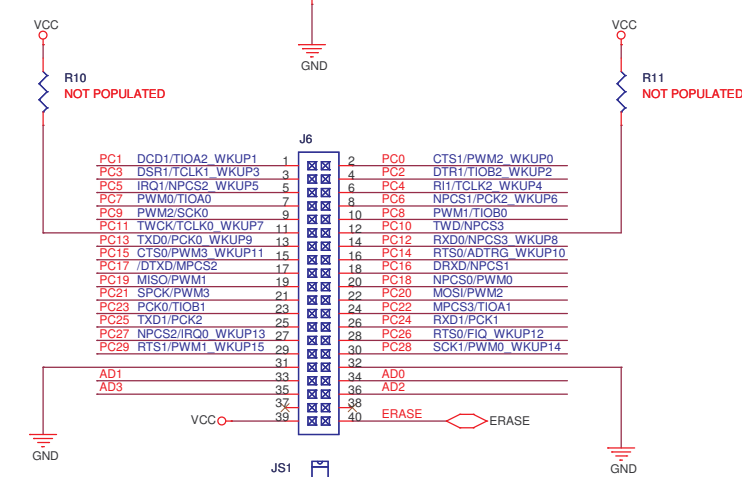 VCC
VCC
GND
R10
NOT POPULATED
R11
NOT POPULATED
J6
PC1 DCD1/TIOA2_WKUP1 1 2 PC0 CTS1/PWM2_WKUP0
PC3 DSR1/TCLK1_WKUP3 3 4 PC2 DTR1/TIOB2_WKUP2
PC5 IRQ1/NPCS2_WKUP5 5 6 PC4 RI1/TCLK2_WKUP4
PC7 PWM0/TIOA0 7 8 PC6 NPCS1/PCK2_WKUP6
PC9 PWM2/SCK0 9 10 PC8 PWM1/TIOB0
PC11 TWCK/TCLK0_WKUP7 11 12 PC10 TWD/NPCS3
PC13 TXD0/PCK0_WKUP9 13 14 PC12 RXD0/NPCS3_WKUP8
PC15 CTS0/PWM3_WKUP11 15 16 PC14 RTS0/ADTRG_WKUP10
PC17 /DTXD/MPCS2 17 18 PC16 DRXD/NPCS1
PC19 MISO/PWM1 19 20 PC18 NPCS0/PWM0
PC21 SPCK/PWM3 21 22 PC20 MOSI/PWM2
PC23 PCK0/TIOB1 23 24 PC22 MPCS3/TIOA1
PC25 TXD1/PCK2 25 26 PC24 RXD1/PCK1
PC27 NPCS2/IRQ0_WKUP13 27 28 PC26 RTS0/FIQ_WKUP12
PC29 RTS1/PWM1_WKUP15 29 30 PC28 SCK1/PWM0_WKUP14
31 32
AD1 33 34 AD0
AD3 35 36 AD2
37 38
VCC 39 40 ERASE ERASE
GND
GND
JS1